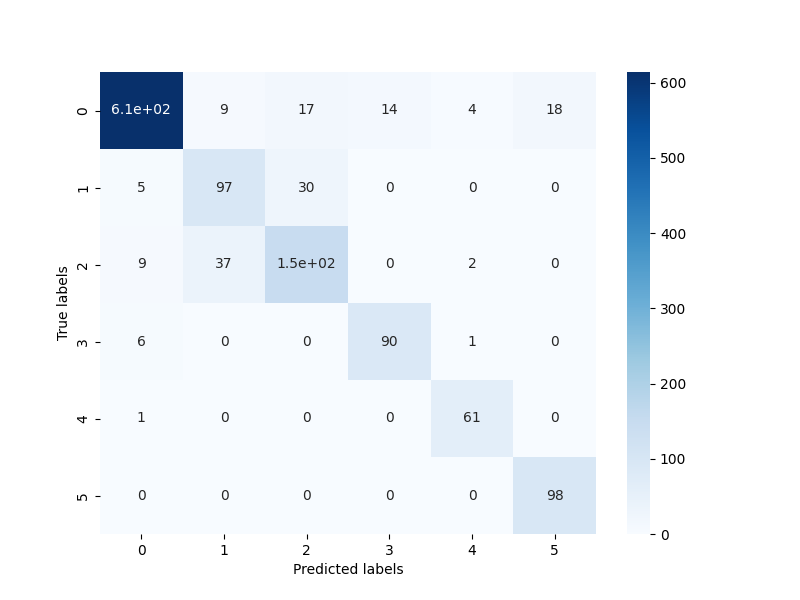 0 6.1e+02 9 17 14 4 18
1 5 97 30 0 0 0
2 9 37 1.5e+02 0 2 0
3 6 0 0 90 1 0
4 1 0 0 0 61 0
5 0 0 0 0 0 98
0 1 2 3 4 5
Predicted labels
True labels
600
500
400
300
200
100
0